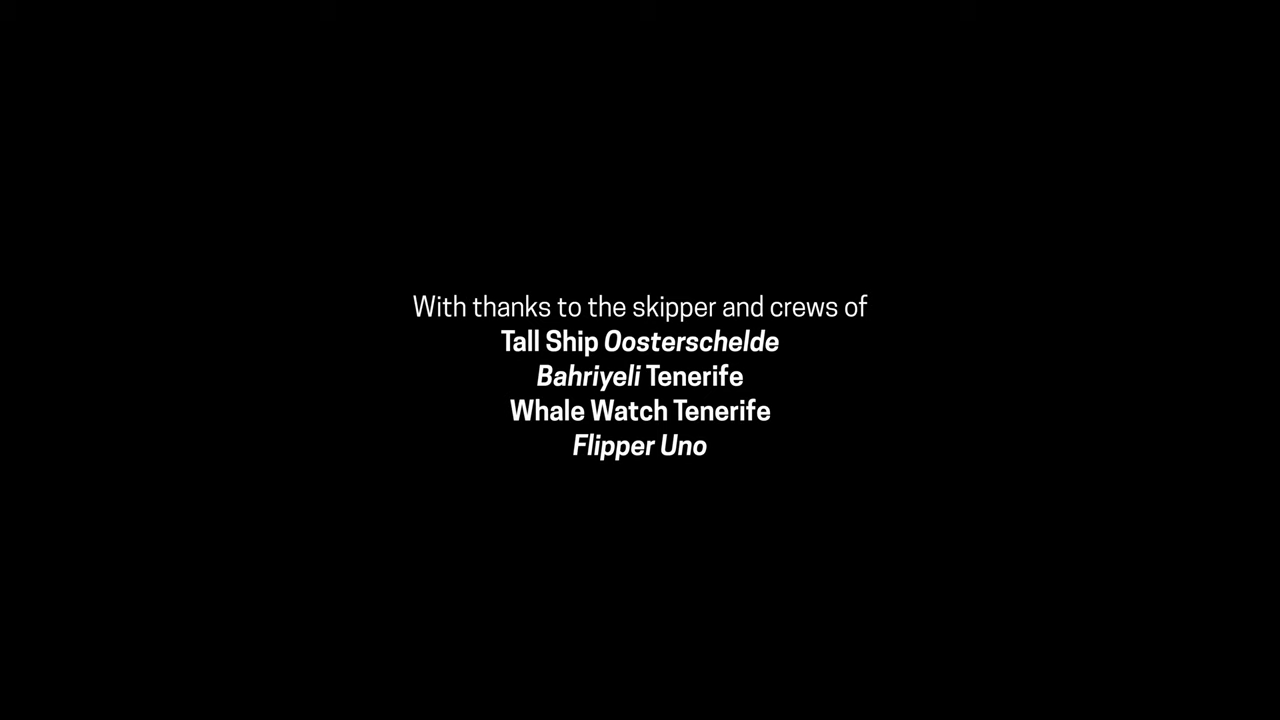 With thanks to the skipper and crews of
Tall Ship Oosterschelde
Bahriyeli Tenerife
Whale Watch Tenerife
Flipper Uno